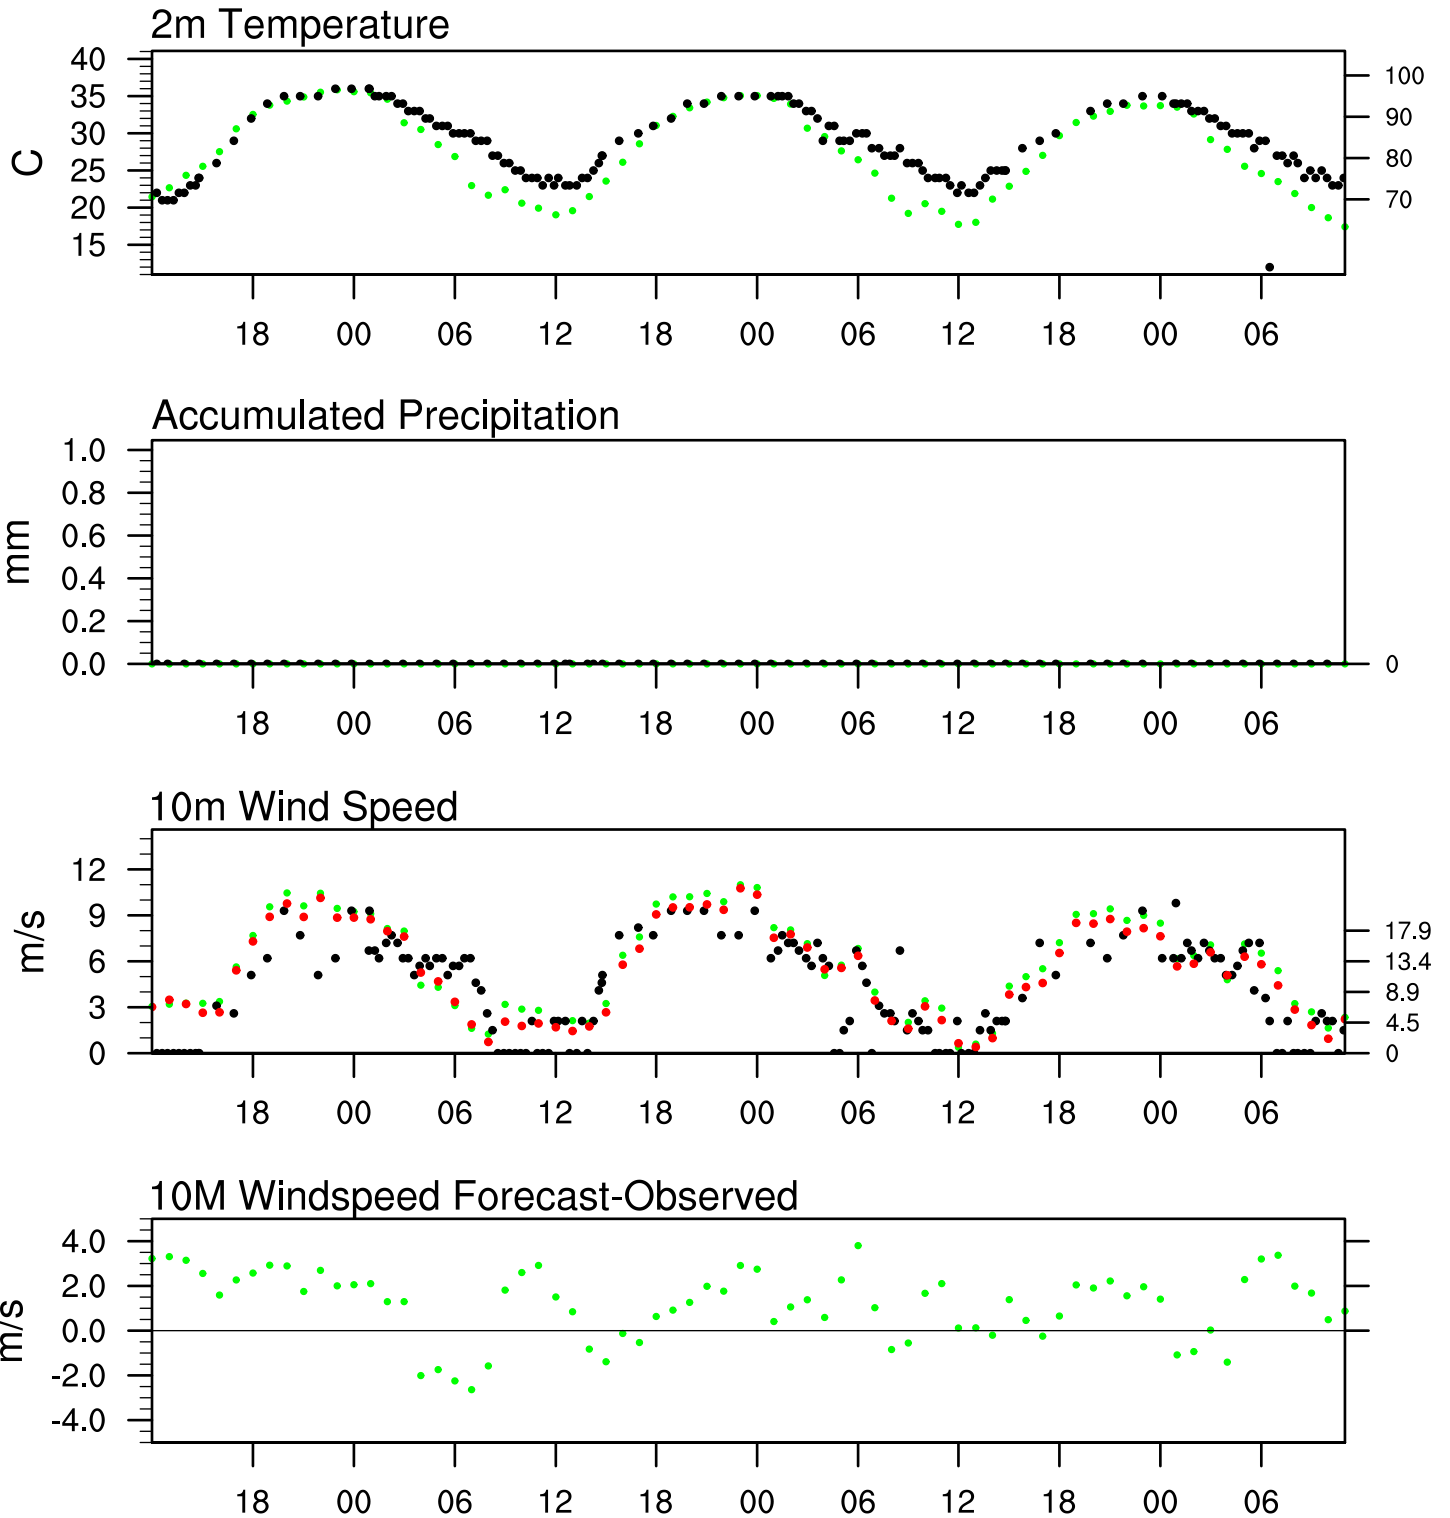 2m Temperature
40
35
30
25
20
15
C
100
90
80
70
18 00 06 12 18 00 06 12 18 00 06
Accumulated Precipitation
1.0
0.8
0.6
0.4
0.2
0.0
mm
0
18 00 06 12 18 00 06 12 18 00 06
10m Wind Speed
12
9
6
3
0
m/s
17.9
13.4
8.9
4.5
0
18 00 06 12 18 00 06 12 18 00 06
10M Windspeed Forecast-Observed
4.0
2.0
0.0
-2.0
-4.0
m/s
18 00 06 12 18 00 06 12 18 00 06